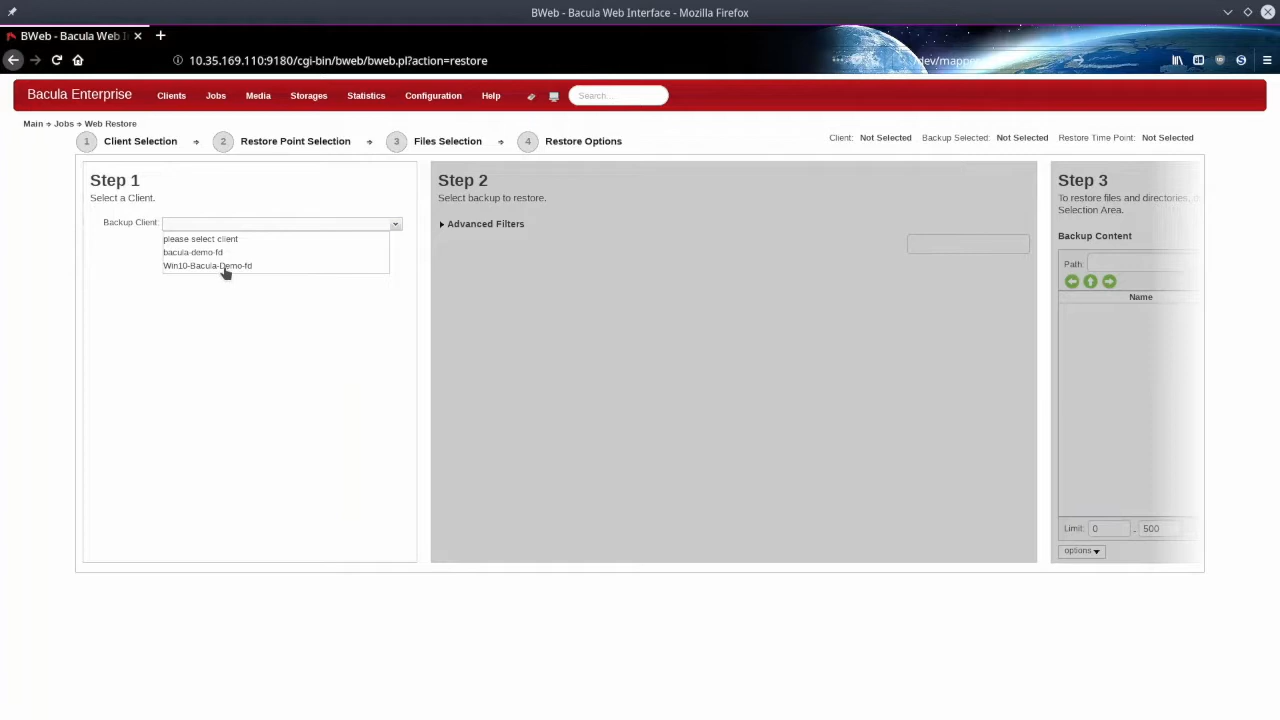 BWeb - Bacula Web Interface - Mozilla Firefox
BWeb - Bacula Web I
10.35.169.110:9180/cgi-bin/bweb/bweb.pl?action=restore
/dev/mapper
Bacula Enterprise Clients Jobs Media Storages Statistics Configuration Help Search...
Main Jobs Web Restore
1 Client Selection 2 Restore Point Selection 3 Files Selection 4 Restore Options
Client: Not Selected Backup Selected: Not Selected Restore Time Point: Not Selected
Step 1
Select a Client.
Backup Client:
please select client
bacula-demo-fd
Win10-Bacula-Demo-fd
Step 2
Select backup to restore.
Advanced Filters
Step 3
To restore files and directories,
Selection Area.
Backup Content
Path:
Name
Limit: 0 - 500
options